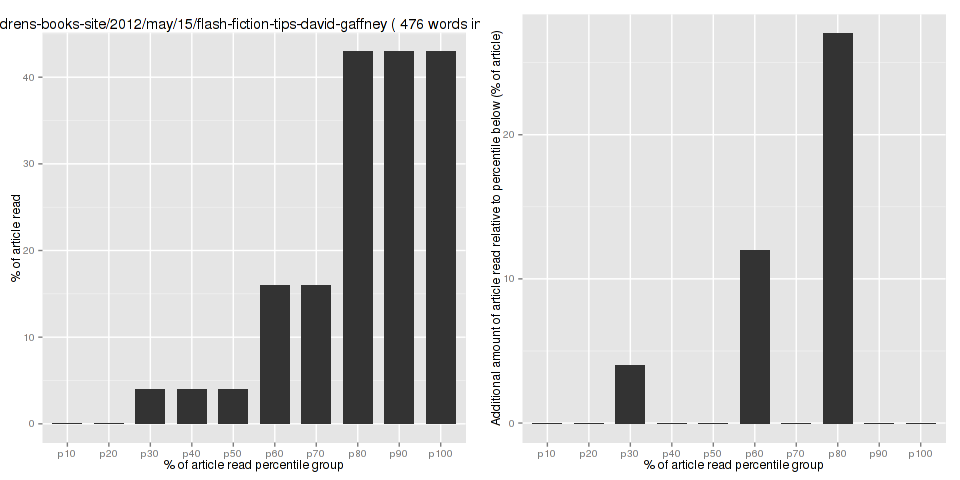 drens-books-site/2012/may/15/flash-fiction-tips-david-gaffney ( 476 words in
% of article read
40
30
20
10
0
p10 p20 p30 p40 p50 p60 p70 p80 p90 p100
% of article read percentile group
Additional amount of article read relative to percentile below (% of article)
20
10
0
p10 p20 p30 p40 p50 p60 p70 p80 p90 p100
% of article read percentile group